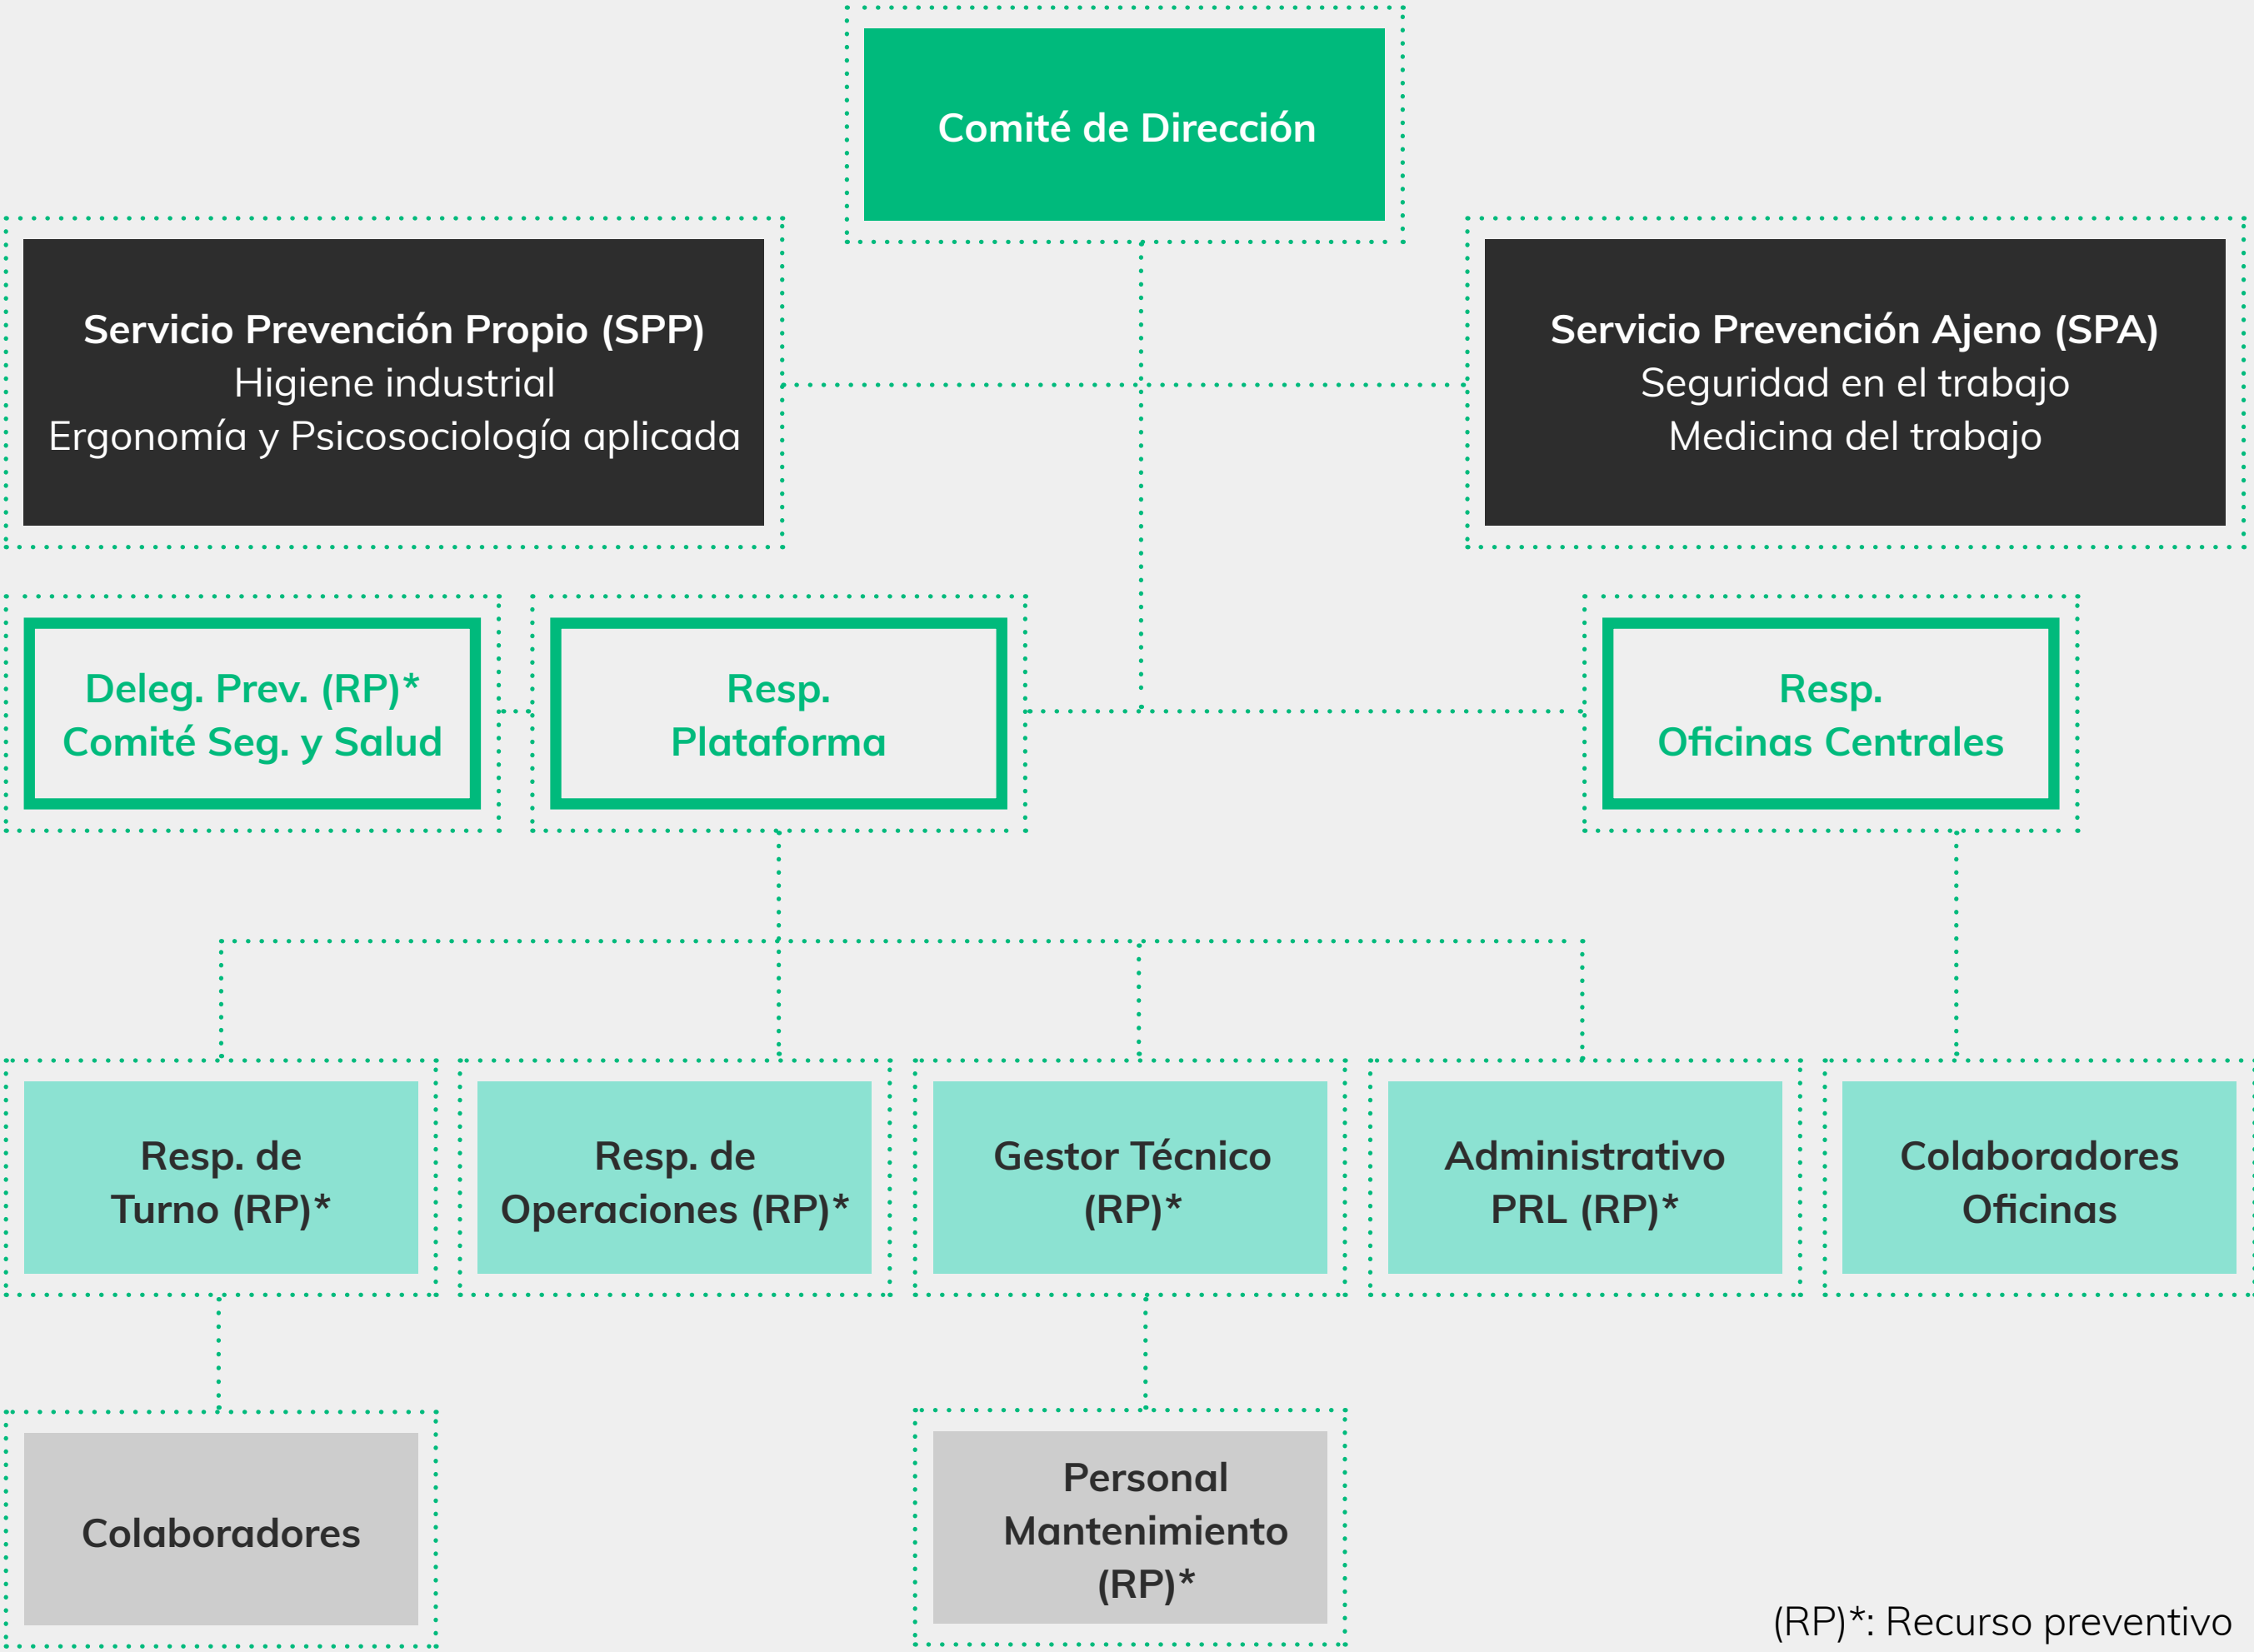 Comité de Dirección
Servicio Prevención Propio (SPP)
Higiene industrial
Ergonomía y Psicosociología aplicada
Servicio Prevención Ajeno (SPA)
Seguridad en el trabajo
Medicina del trabajo
Deleg. Prev. (RP)*
Comité Seg. y Salud
Resp.
Plataforma
Resp.
Oficinas Centrales
Resp. de
Turno (RP)*
Resp. de
Operaciones (RP)*
Gestor Técnico
(RP)*
Administrativo
PRL (RP)*
Colaboradores
Oficinas
Colaboradores
Personal
Mantenimiento
(RP)*
(RP)*: Recurso preventivo